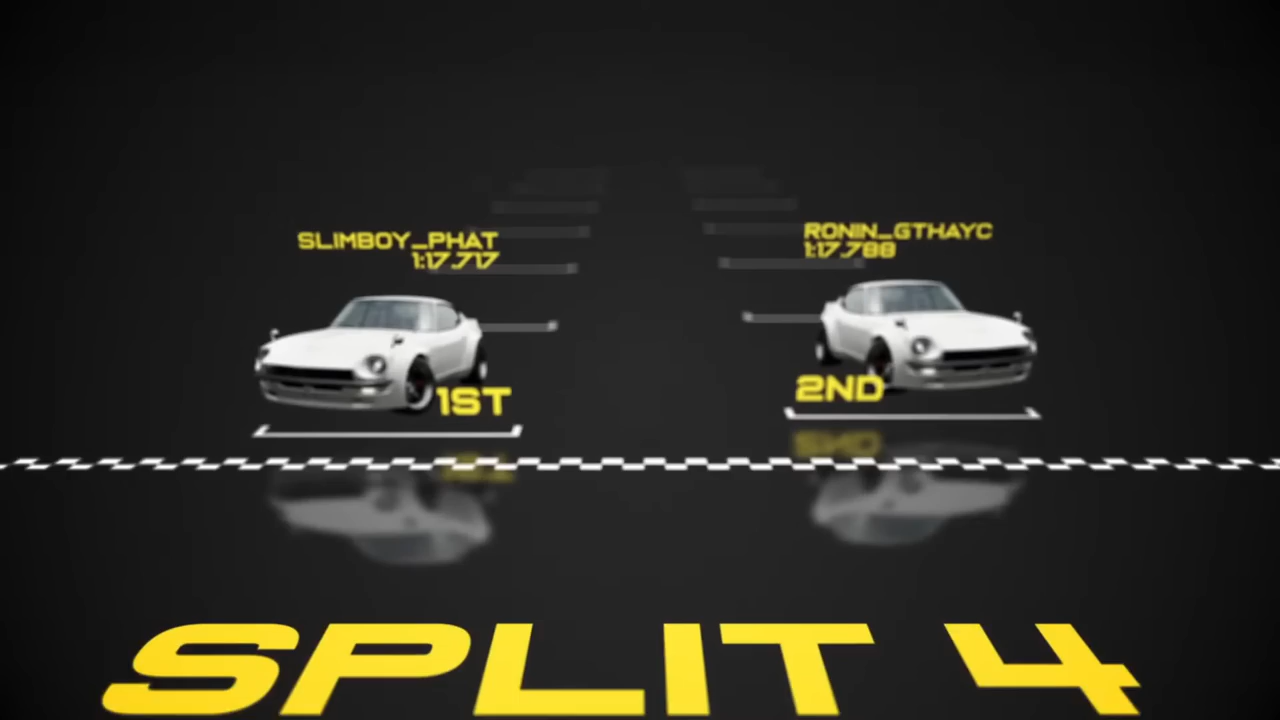 SLIMBOY_PHAT
1:17.717
1ST
RONIN_GTHAYC
1:17.788
2ND
SPLIT 4